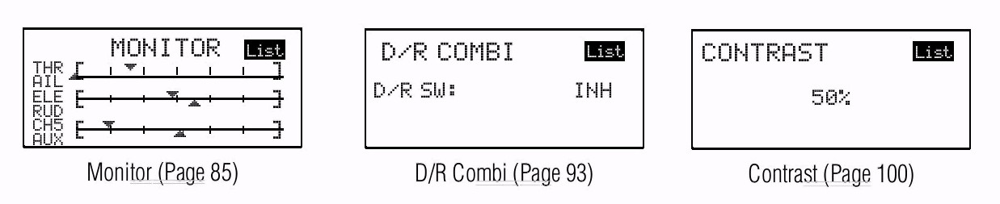 MONITOR List
THR
AIL
ELE
RUD
CH5
AUX
Monitor (Page 85)
D/R COMBI List
D/R SW: INH
D/R Combi (Page 93)
CONTRAST List
50%
Contrast (Page 100)